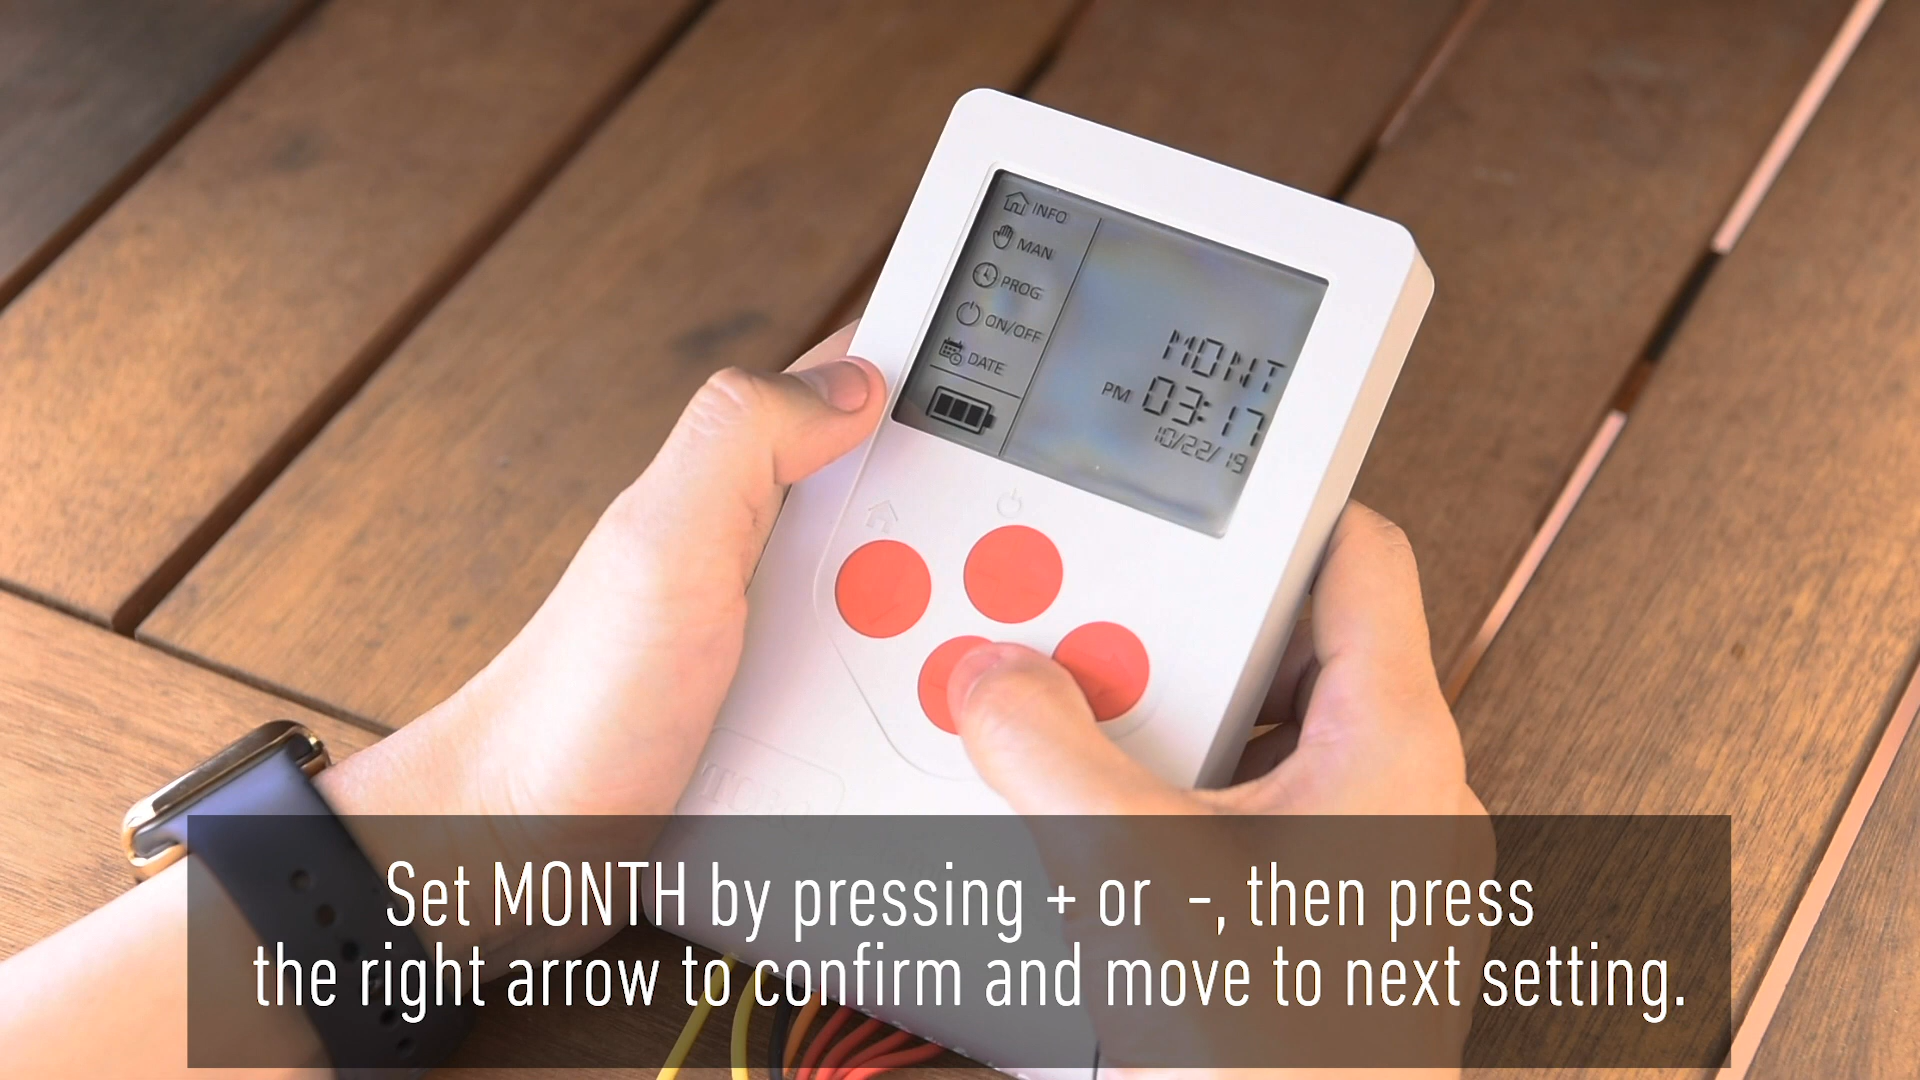 INFO
MAN
PROG
ON/OFF
DATE
MONT
PM 03:17
10/22/19
Set MONTH by pressing + or -, then press
the right arrow to confirm and move to next setting.